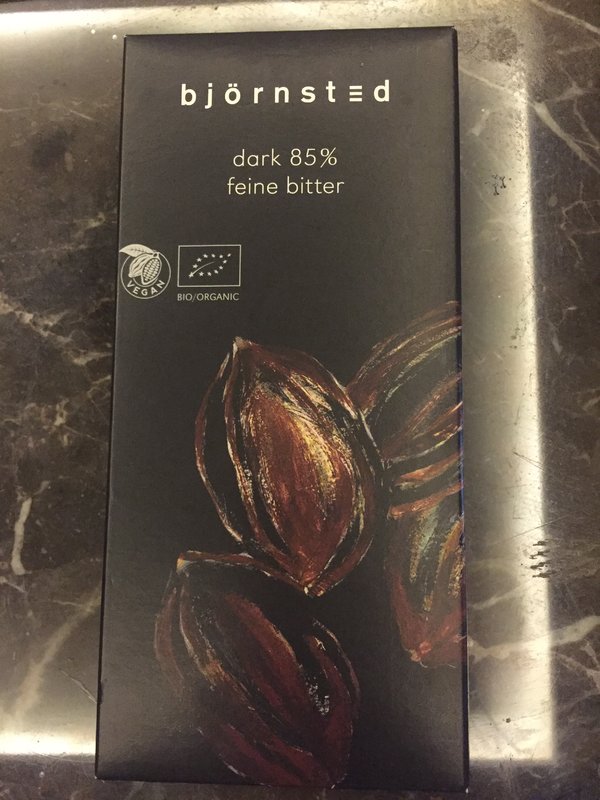 björnsted
dark 85%
feine bitter
VEGAN
BIO/ORGANIC